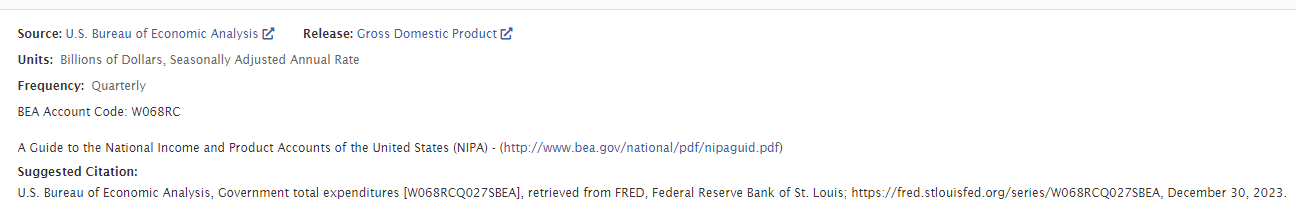 Source: U.S. Bureau of Economic Analysis Release: Gross Domestic Product
Units: Billions of Dollars, Seasonally Adjusted Annual Rate
Frequency: Quarterly
BEA Account Code: W068RC
A Guide to the National Income and Product Accounts of the United States (NIPA) - (http://www.bea.gov/national/pdf/nipaguid.pdf)
Suggested Citation:
U.S. Bureau of Economic Analysis, Government total expenditures [W068RCQ027SBEA], retrieved from FRED, Federal Reserve Bank of St. Louis; https://fred.stlouisfed.org/series/W068RCQ027SBEA, December 30, 2023.